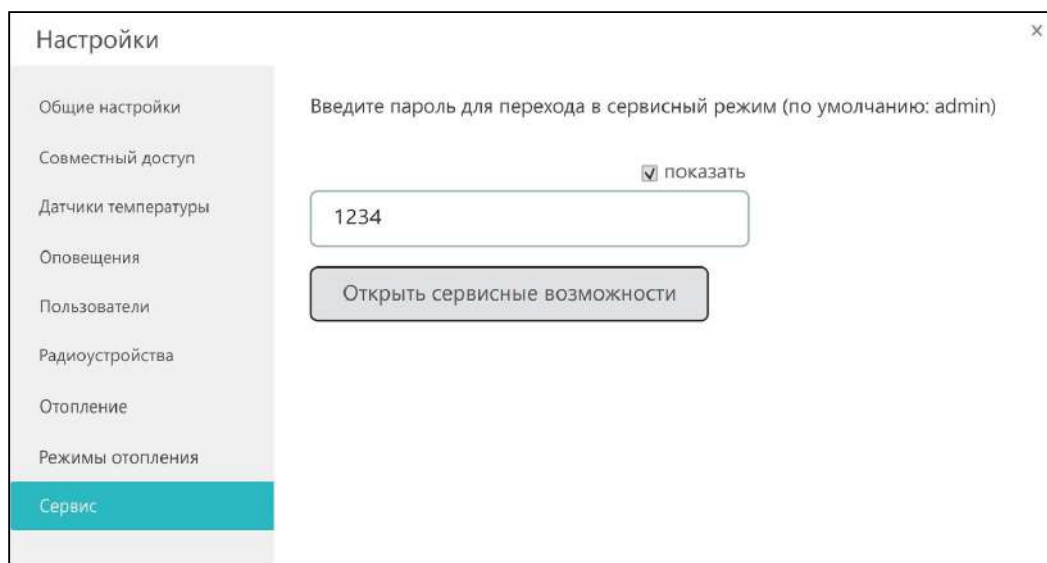 Настройки
×
Общие настройки
Совместный доступ
Датчики температуры
Оповещения
Пользователи
Радиоустройства
Отопление
Режимы отопления
Сервис
Введите пароль для перехода в сервисный режим (по умолчанию: admin)
показать
1234
Открыть сервисные возможности